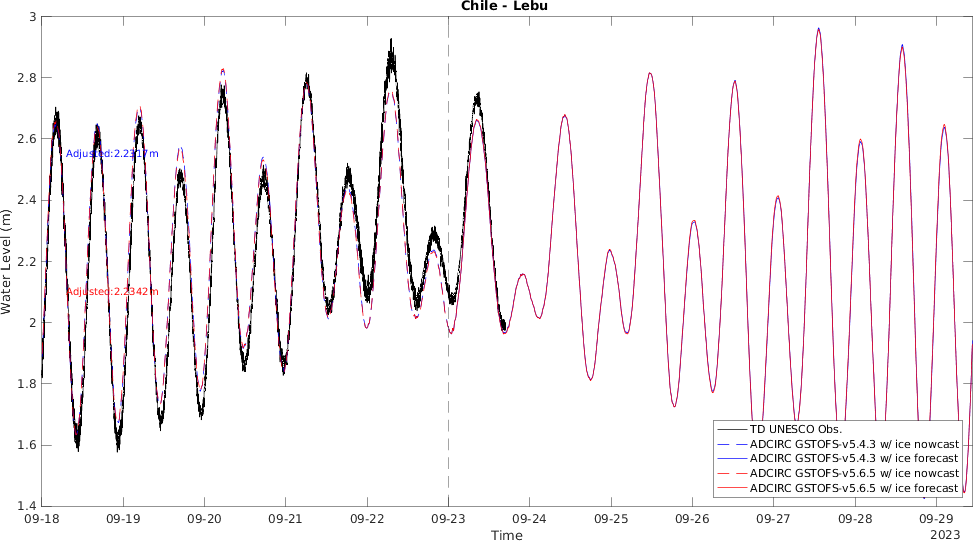 Chile - Lebu
3
2.8
2.6
2.4
2.2
2
1.8
1.6
1.4
Water Level (m)
Adjusted:2.2317m
Adjusted:2.2342m
TD UNESCO Obs.
ADCIRC GSTOFS-v5.4.3 w/ ice nowcast
ADCIRC GSTOFS-v5.4.3 w/ ice forecast
ADCIRC GSTOFS-v5.6.5 w/ ice nowcast
ADCIRC GSTOFS-v5.6.5 w/ ice forecast
09-18 09-19 09-20 09-21 09-22 09-23 09-24 09-25 09-26 09-27 09-28 09-29
Time 2023